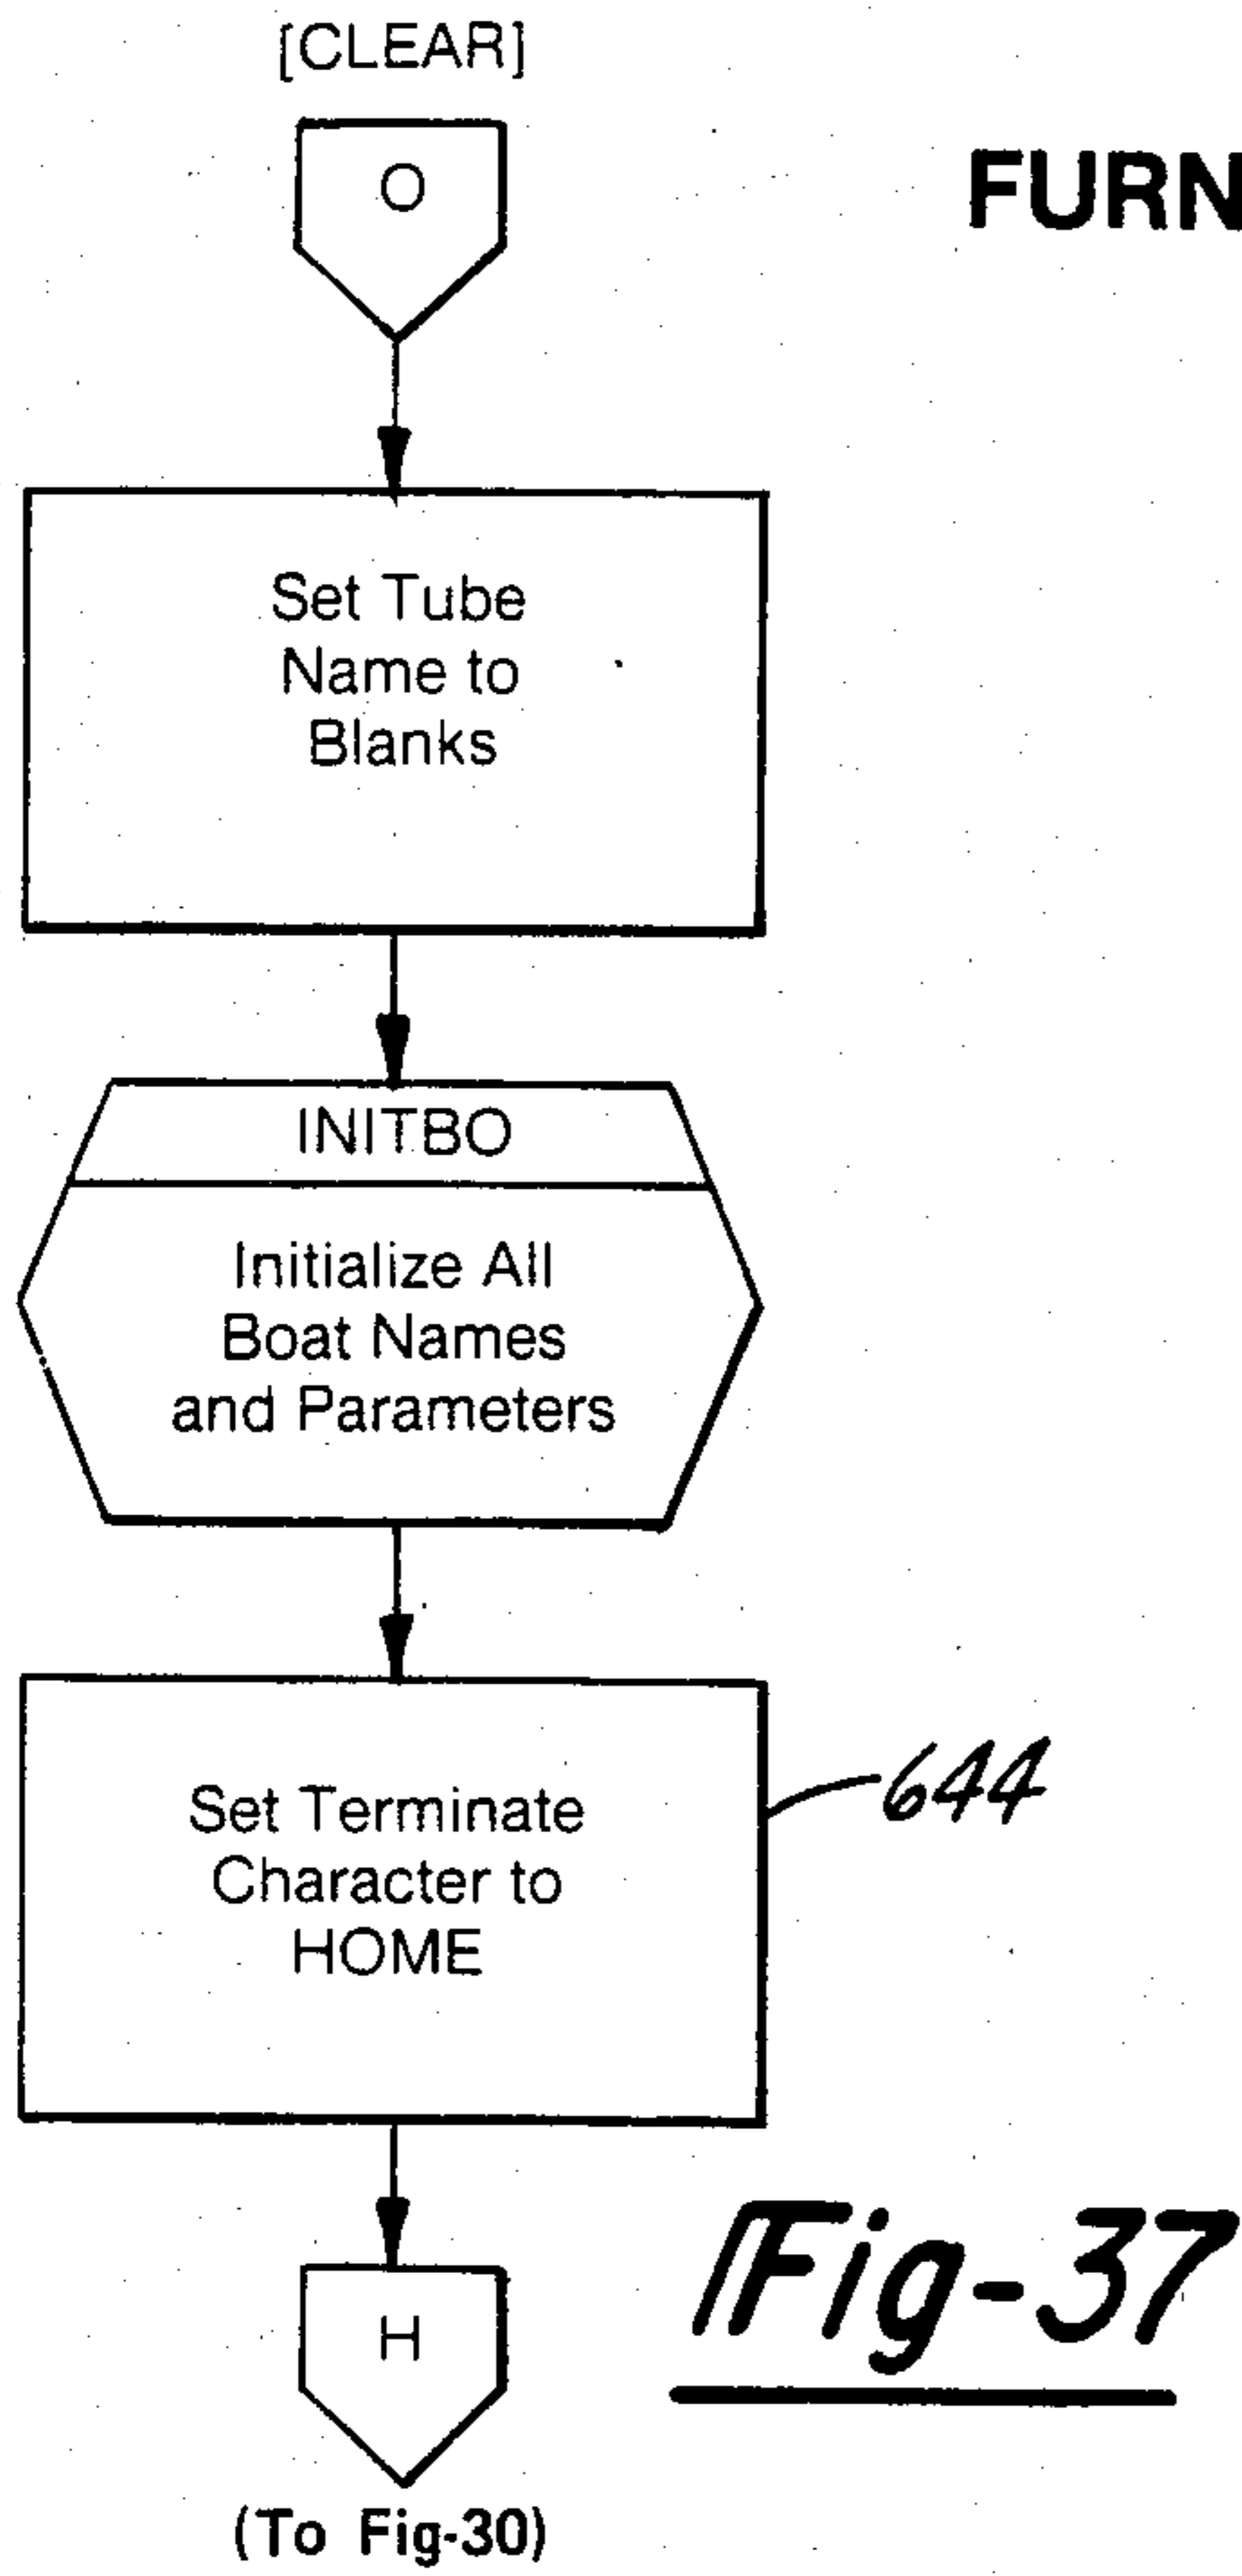 [CLEAR]
O
FURN
Set Tube
Name to
Blanks
INITBO
Initialize All
Boat Names
and Parameters
Set Terminate
Character to
HOME
644
H
Fig-37
(To Fig-30)